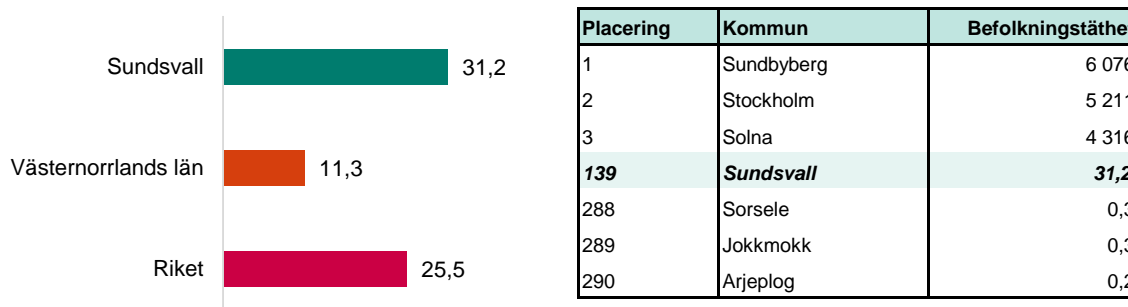 Sundsvall 31,2
Västernorrlands län 11,3
Riket 25,5
Placering Kommun Befolkningstäthet
1 Sundbyberg 6 076
2 Stockholm 5 211
3 Solna 4 316
139 Sundsvall 31,2
288 Sorsele 0,3
289 Jokkmokk 0,3
290 Arjeplog 0,2